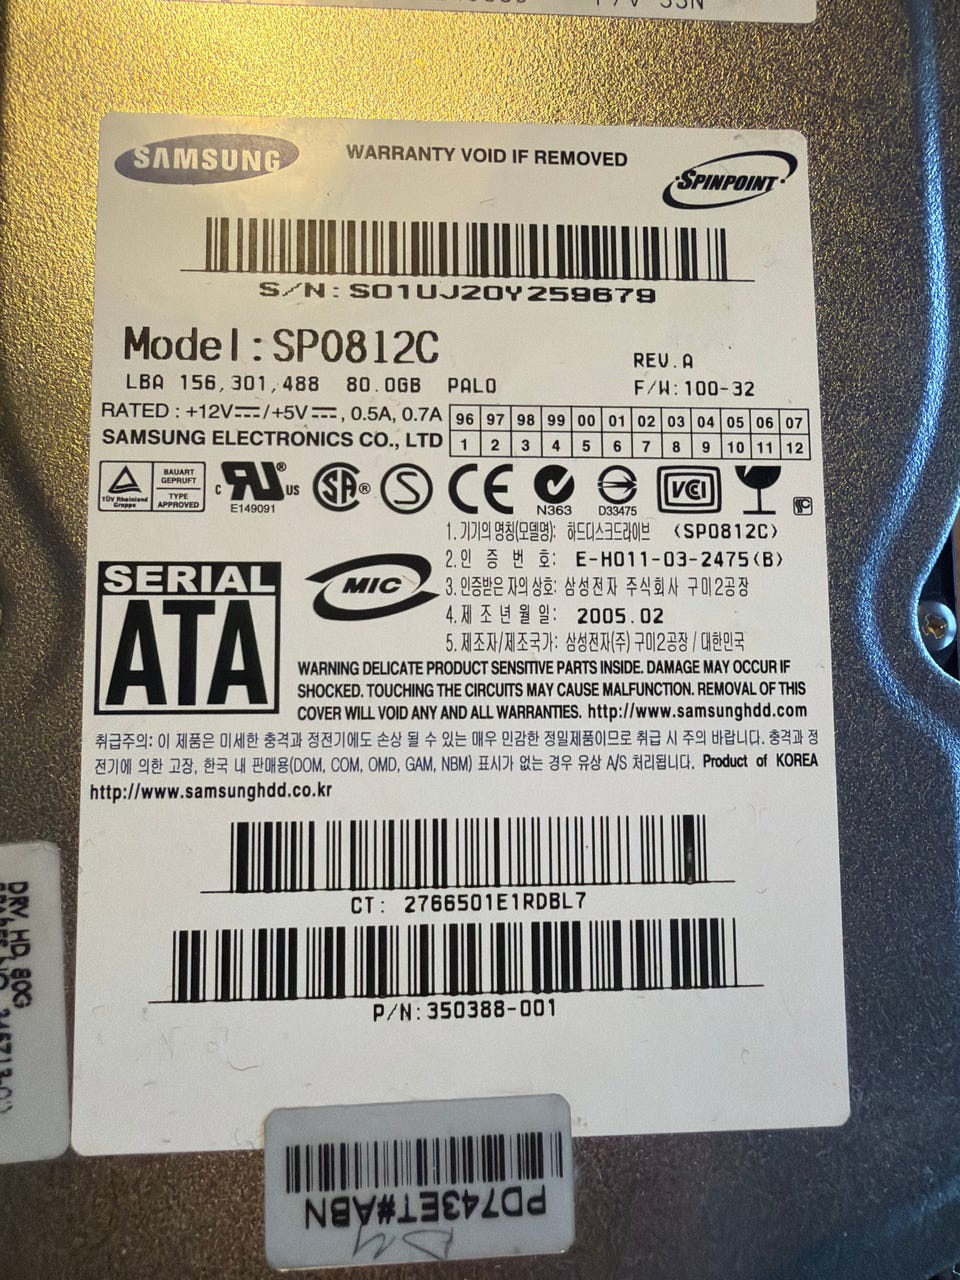 P/V 33N
SAMSUNG
WARRANTY VOID IF REMOVED
SPINPOINT
S/N:S01UJ20Y259679
Model:SP0812C
REV.A
LBA 156,301,488 80.0GB PALO
F/W:100-32
RATED : +12V /+5V , 0.5A, 0.7A
SAMSUNG ELECTRONICS CO., LTD
96 97 98 99 00 01 02 03 04 05 06 07
1 2 3 4 5 6 7 8 9 10 11 12
TÜV Rheinland
Gruppe
BAUART
GEPRUFT
TYPE
APPROVED
C RU ® US
E149091
SA ®
S
CE
N363
D33475
VCCI
1. 기기의 명칭(모델명): 하드디스크드라이브 (SP0812C)
2. 인 증 번 호: E-H011-03-2475(B)
3. 인증받은 자의 상호: 삼성전자 주식회사 구미2공장
4. 제 조 년 월 일: 2005.02
5. 제조자/제조국가: 삼성전자(주) 구미2공장 / 대한민국
SERIAL
ATA
MIC
WARNING DELICATE PRODUCT SENSITIVE PARTS INSIDE. DAMAGE MAY OCCUR IF
SHOCKED. TOUCHING THE CIRCUITS MAY CAUSE MALFUNCTION. REMOVAL OF THIS
COVER WILL VOID ANY AND ALL WARRANTIES. http://www.samsunghdd.com
취급주의: 이 제품은 미세한 충격과 정전기에도 손상 될 수 있는 매우 민감한 정밀제품이므로 취급 시 주의 바랍니다. 충격과 정
전기에 의한 고장, 한국 내 판매용(DOM, COM, OMD, GAM, NBM) 표시가 없는 경우 유상 A/S 처리됩니다. Product of KOREA
http://www.samsunghdd.co.kr
CT: 2766501E1RDBL7
P/N:350388-001
DRV HD, 80G
PD743ET#ABN